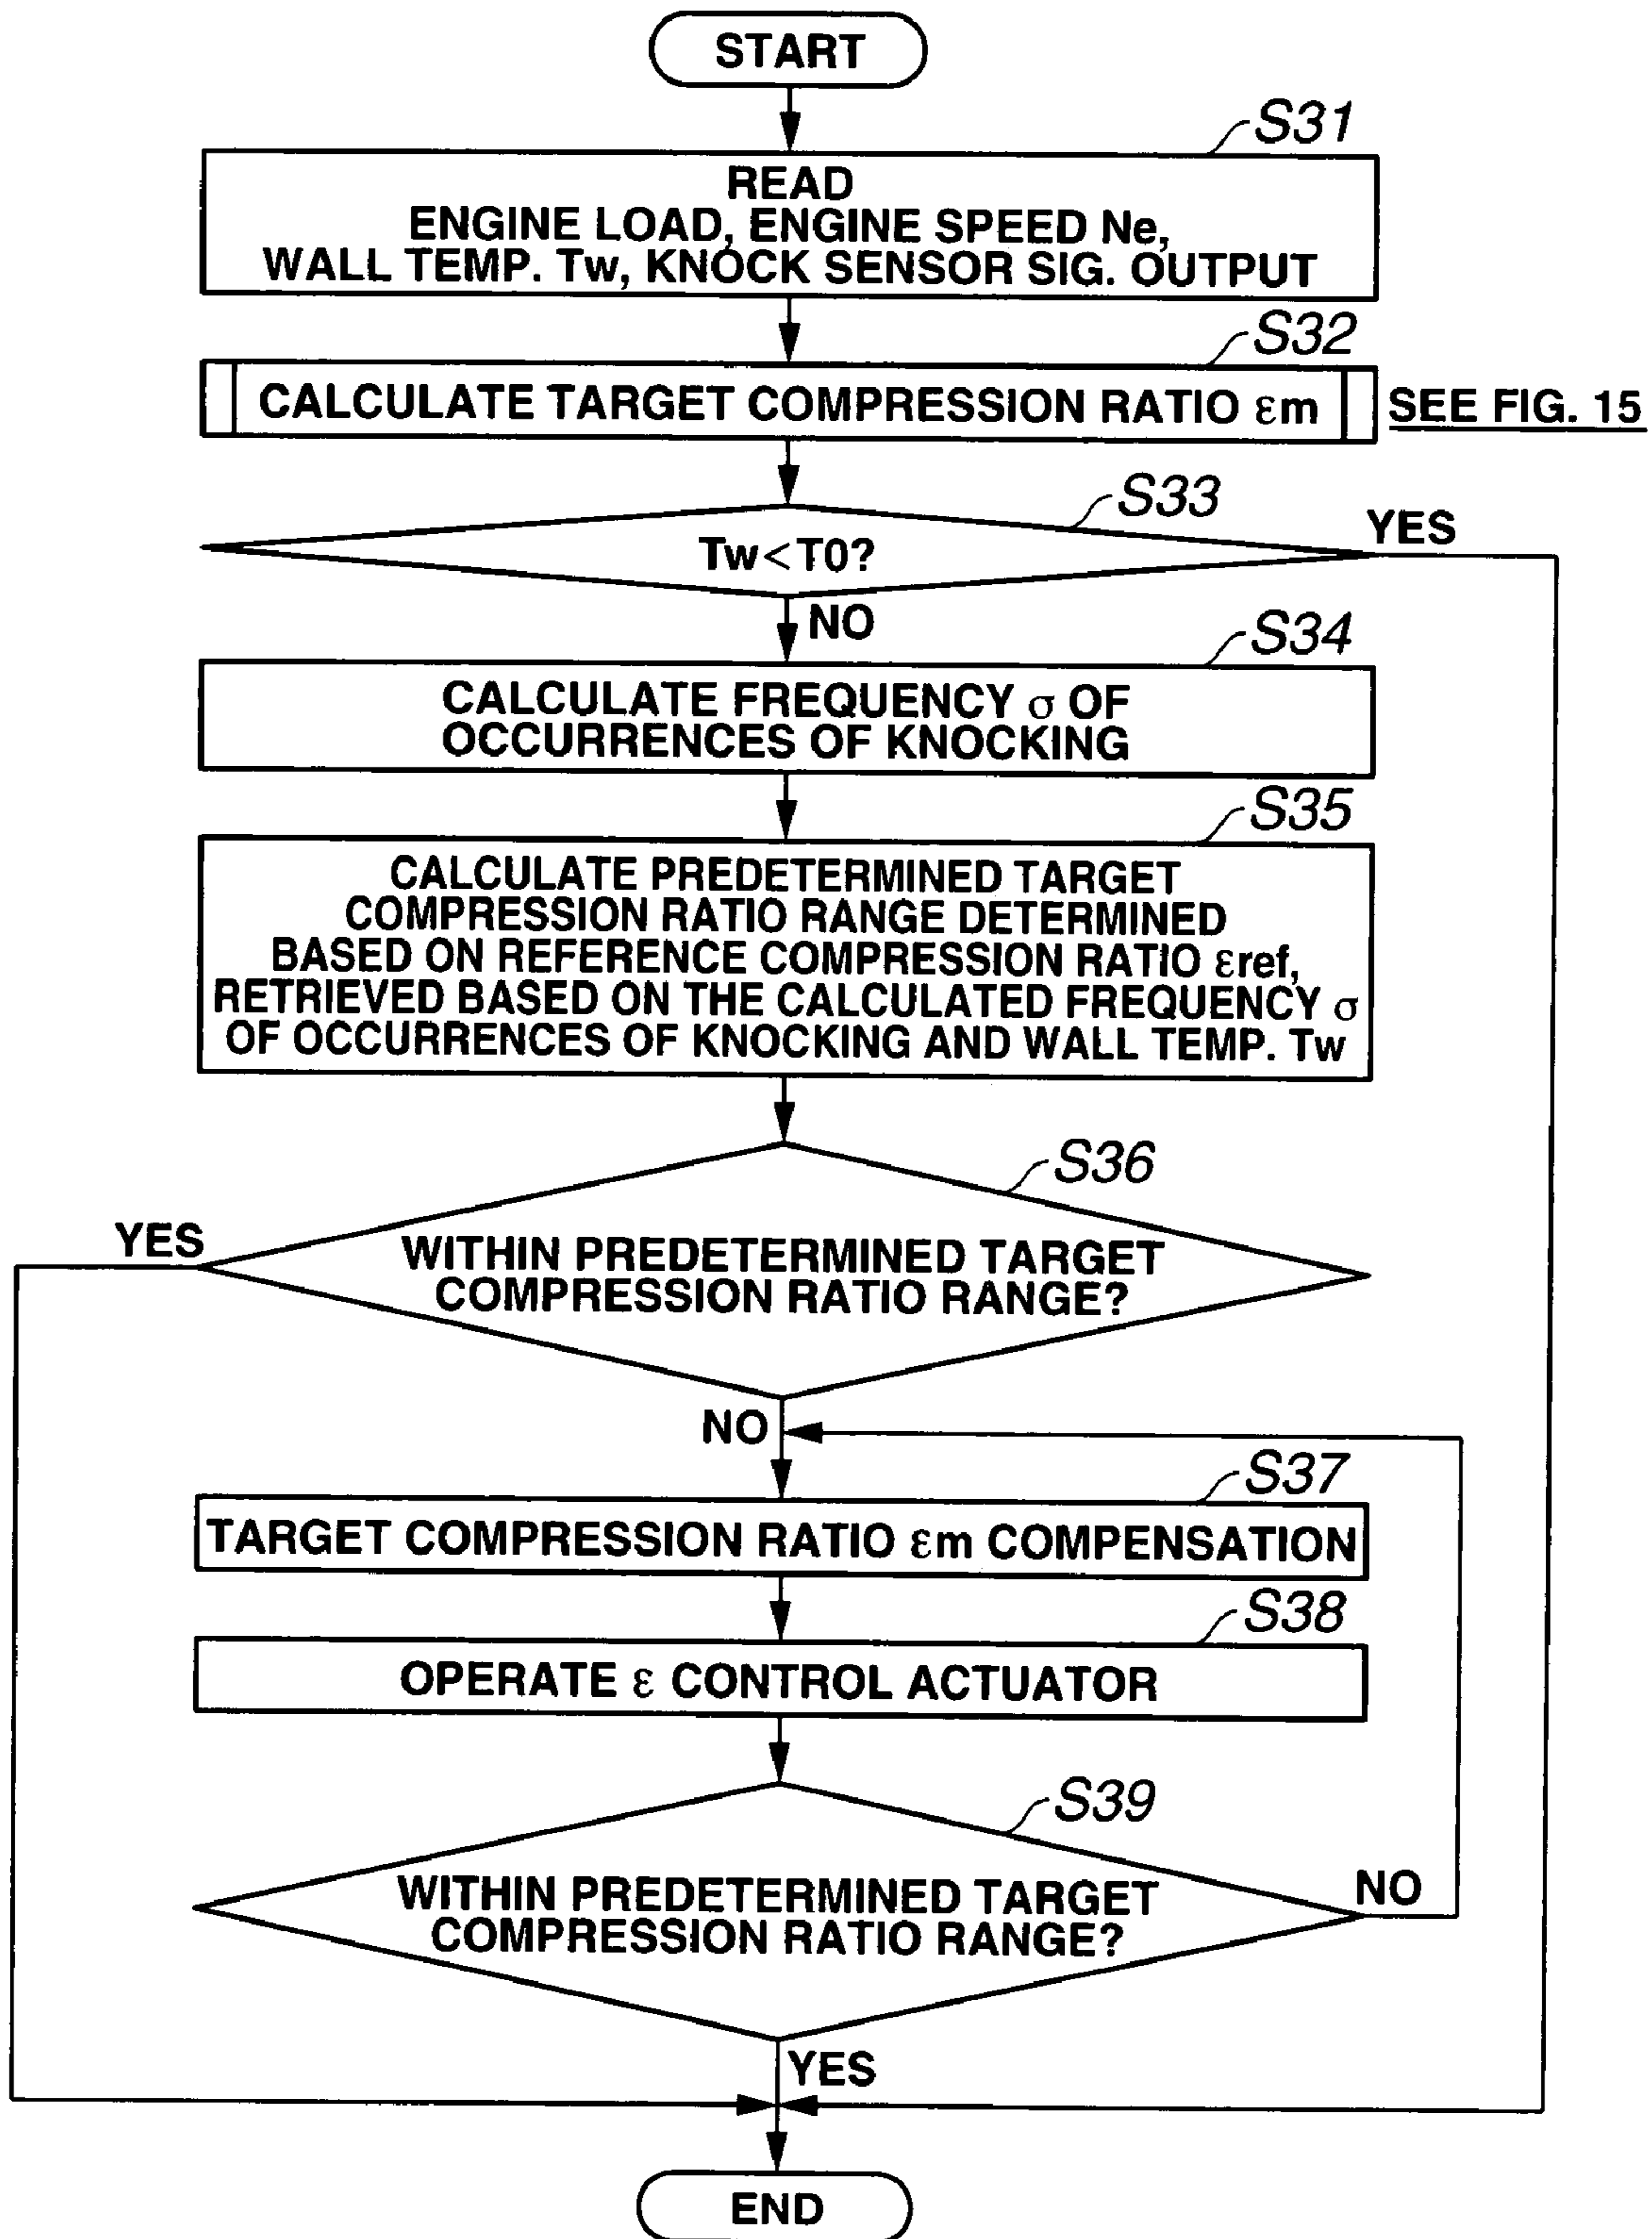 START
S31
READ
ENGINE LOAD, ENGINE SPEED Ne,
WALL TEMP. Tw, KNOCK SENSOR SIG. OUTPUT
S32
CALCULATE TARGET COMPRESSION RATIO εm
SEE FIG. 15
S33
Tw<T0?
YES
NO
S34
CALCULATE FREQUENCY σ OF
OCCURRENCES OF KNOCKING
S35
CALCULATE PREDETERMINED TARGET
COMPRESSION RATIO RANGE DETERMINED
BASED ON REFERENCE COMPRESSION RATIO εref,
RETRIEVED BASED ON THE CALCULATED FREQUENCY σ
OF OCCURRENCES OF KNOCKING AND WALL TEMP. Tw
S36
YES
WITHIN PREDETERMINED TARGET
COMPRESSION RATIO RANGE?
NO
S37
TARGET COMPRESSION RATIO εm COMPENSATION
S38
OPERATE ε CONTROL ACTUATOR
S39
WITHIN PREDETERMINED TARGET
COMPRESSION RATIO RANGE?
NO
YES
END